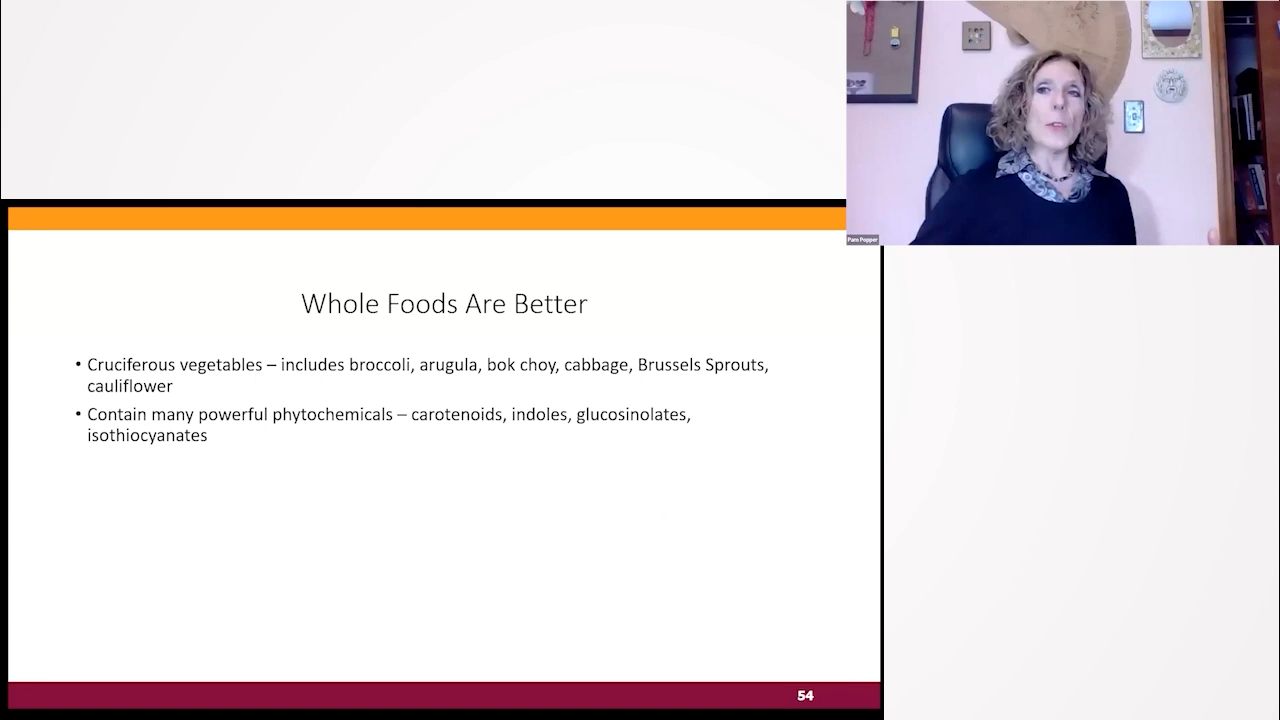 Pam Popper
Whole Foods Are Better
• Cruciferous vegetables – includes broccoli, arugula, bok choy, cabbage, Brussels Sprouts,
cauliflower
• Contain many powerful phytochemicals – carotenoids, indoles, glucosinolates,
isothiocyanates
54